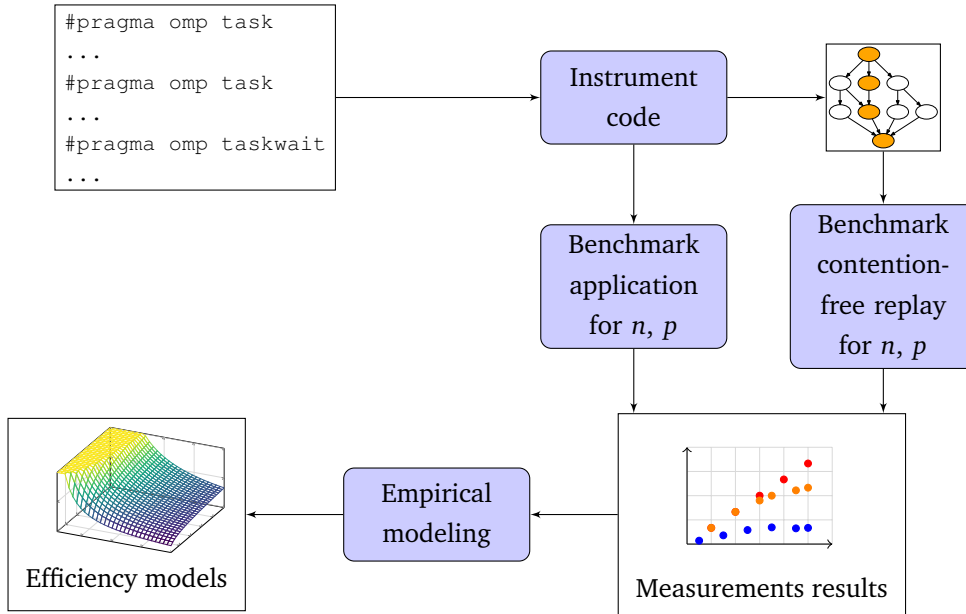 #pragma omp task
...
#pragma omp task
...
#pragma omp taskwait
...
Instrument
code
Benchmark
application
for n, p
Benchmark
contention-
free replay
for n, p
Efficiency models
Empirical
modeling
Measurements results